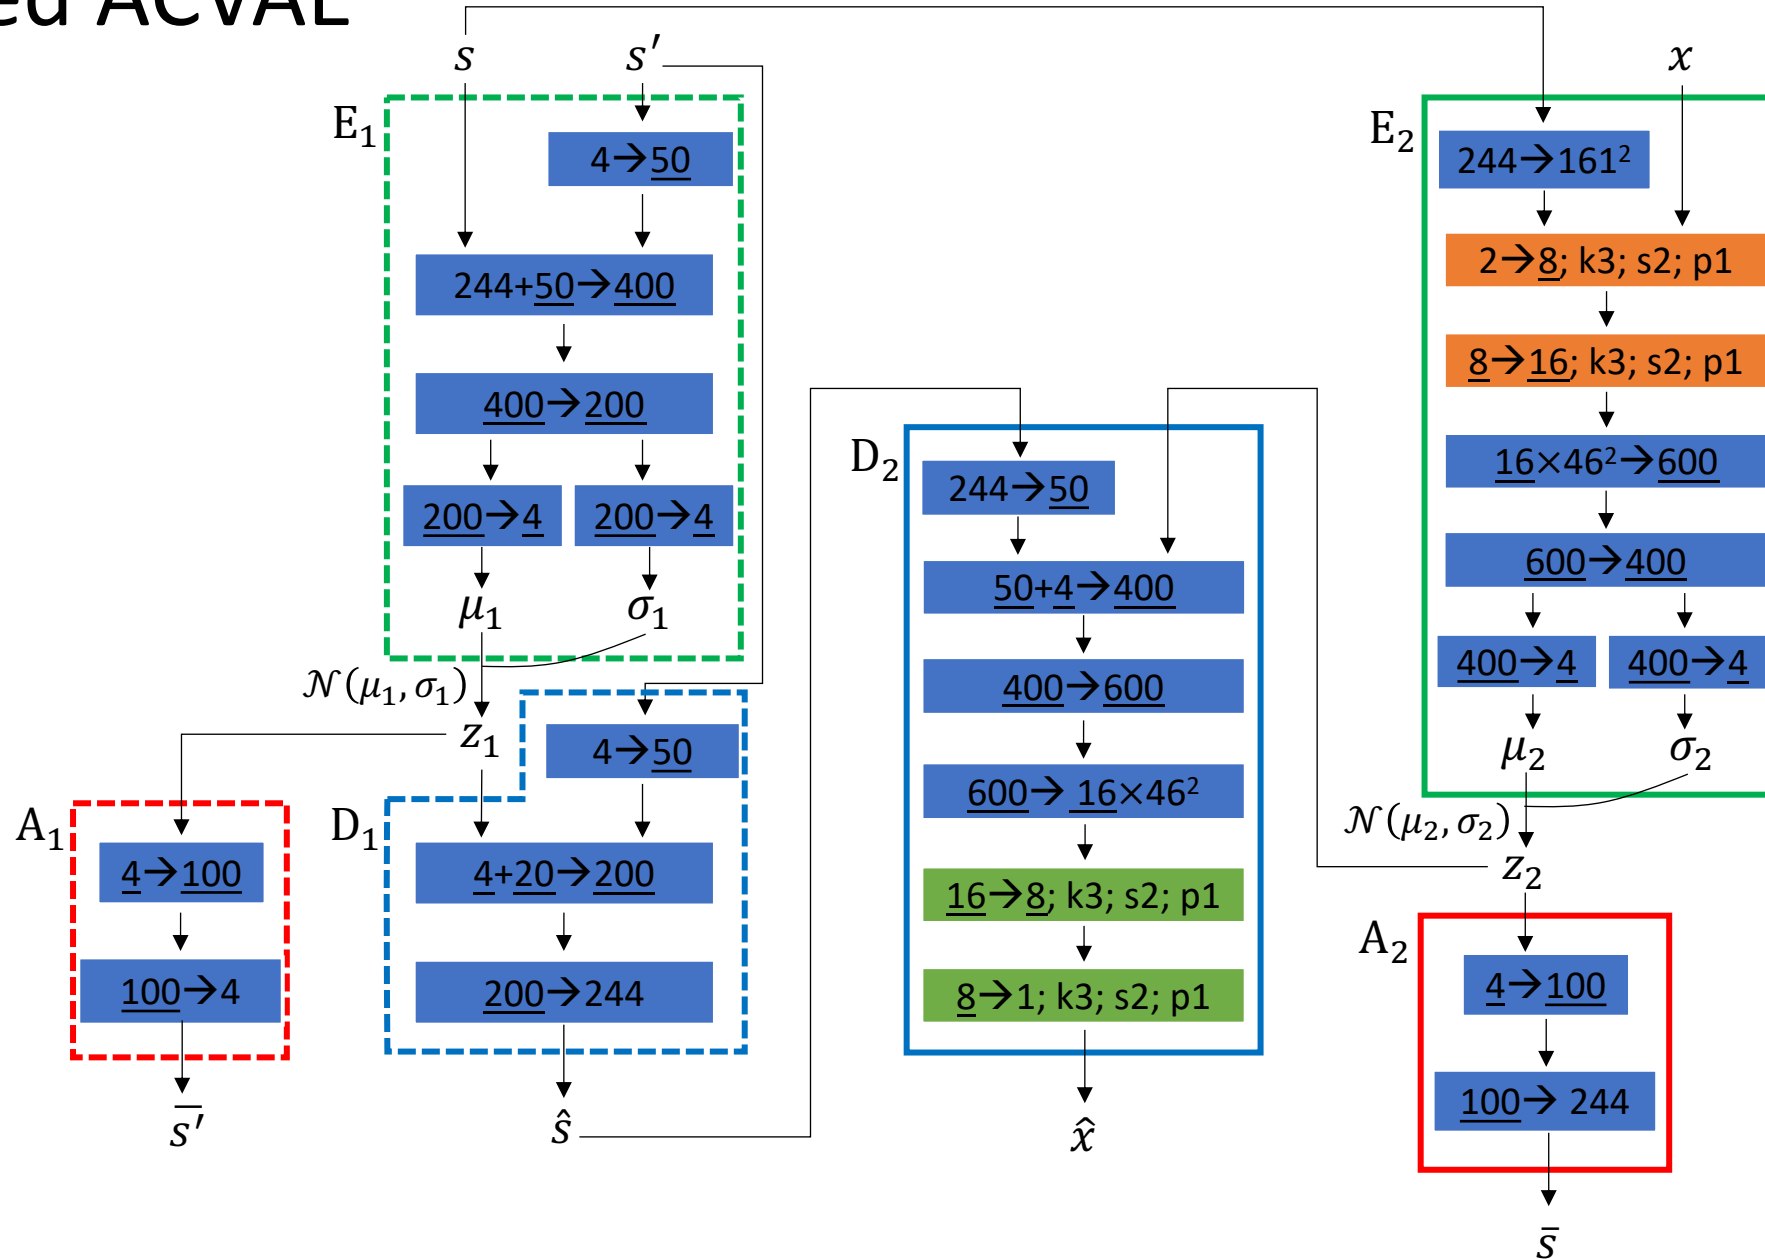 ed ACVAE
s
s′
x
E₁
4→50
244+50→400
400→200
200→4
200→4
μ₁
σ₁
𝒩(μ₁, σ₁)
z₁
A₁
4→100
100→4
s̅′
D₁
4→50
4+20→200
200→244
ŝ
D₂
244→50
50+4→400
400→600
600→ 16×46²
16→8; k3; s2; p1
8→1; k3; s2; p1
x̂
E₂
244→161²
2→8; k3; s2; p1
8→16; k3; s2; p1
16×46²→600
600→400
400→4
400→4
μ₂
σ₂
𝒩(μ₂, σ₂)
z₂
A₂
4→100
100→ 244
s̅